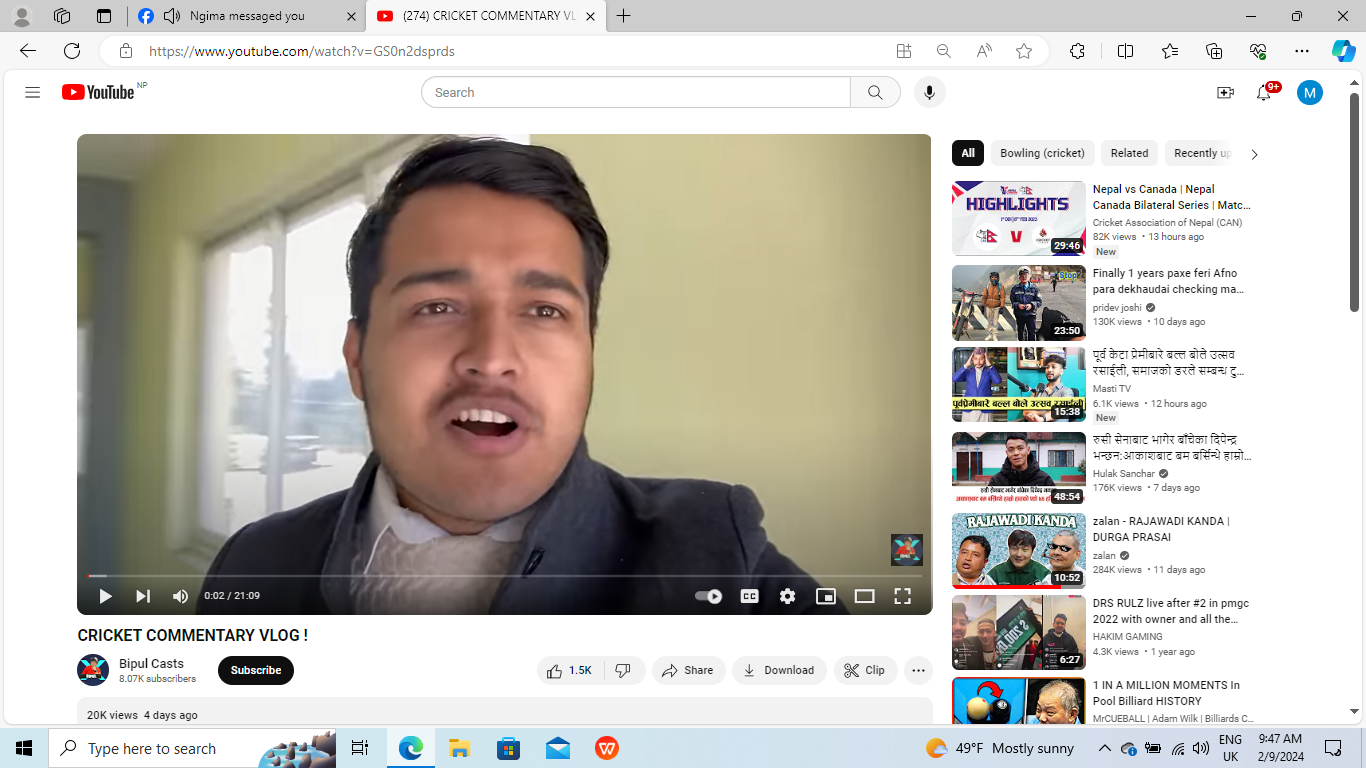 Ngima messaged you
(274) CRICKET COMMENTARY VL
https://www.youtube.com/watch?v=GS0n2dsprds
YouTube NP
Search
9+
M
All
Bowling (cricket)
Related
Recently up
HIGHLIGHTS
29:46
Nepal vs Canada | Nepal
Canada Bilateral Series | Matc...
Cricket Association of Nepal (CAN)
82K views • 13 hours ago
New
Stop
23:50
Finally 1 years paxe feri Afno
para dekhaudai checking ma...
pridev joshi
130K views • 10 days ago
पूर्वप्रेमीबारे बल्ल बोले उत्सव रसाईली
15:38
पूर्व केटा प्रेमीबारे बल्ल बोले उत्सव
रसाईली, समाजको डरले सम्बन्ध टु...
Masti TV
6.1K views • 12 hours ago
New
48:54
रुसी सेनाबाट भागेर बाँचेका दिपेन्द्र
भन्छन:आकाशबाट बम बर्सिन्थे हाम्रो...
Hulak Sanchar
176K views • 7 days ago
RAJAWADI KANDA
10:52
zalan - RAJAWADI KANDA |
DURGA PRASAI
zalan
284K views • 11 days ago
6:27
DRS RULZ live after #2 in pmgc
2022 with owner and all the...
HAKIM GAMING
4.3K views • 1 year ago
1 IN A MILLION MOMENTS In
Pool Billiard HISTORY
MrCUEBALL | Adam Wilk | Billiards C...
0:02 / 21:09
CC
CRICKET COMMENTARY VLOG !
Bipul Casts
8.07K subscribers
Subscribe
1.5K
Share
Download
Clip
20K views 4 days ago
Type here to search
49°F Mostly sunny
ENG
UK
9:47 AM
2/9/2024